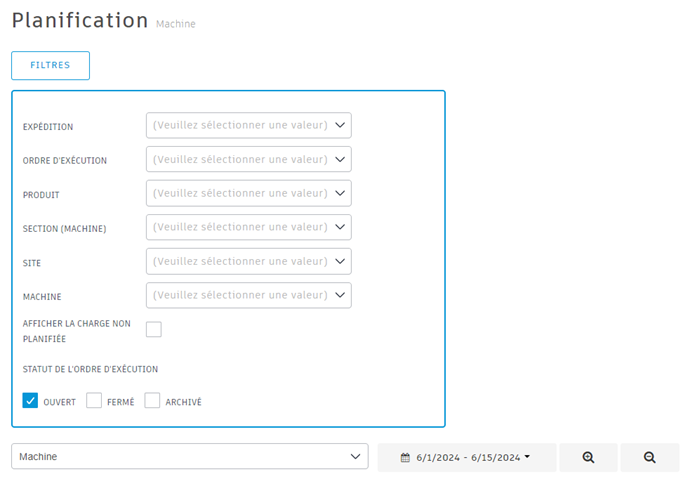 Planification Machine
FILTRES
EXPÉDITION (Veuillez sélectionner une valeur)
ORDRE D'EXÉCUTION (Veuillez sélectionner une valeur)
PRODUIT (Veuillez sélectionner une valeur)
SECTION (MACHINE) (Veuillez sélectionner une valeur)
SITE (Veuillez sélectionner une valeur)
MACHINE (Veuillez sélectionner une valeur)
AFFICHER LA CHARGE NON
PLANIFIÉE
STATUT DE L'ORDRE D'EXÉCUTION
OUVERT FERMÉ ARCHIVÉ
Machine 6/1/2024 - 6/15/2024